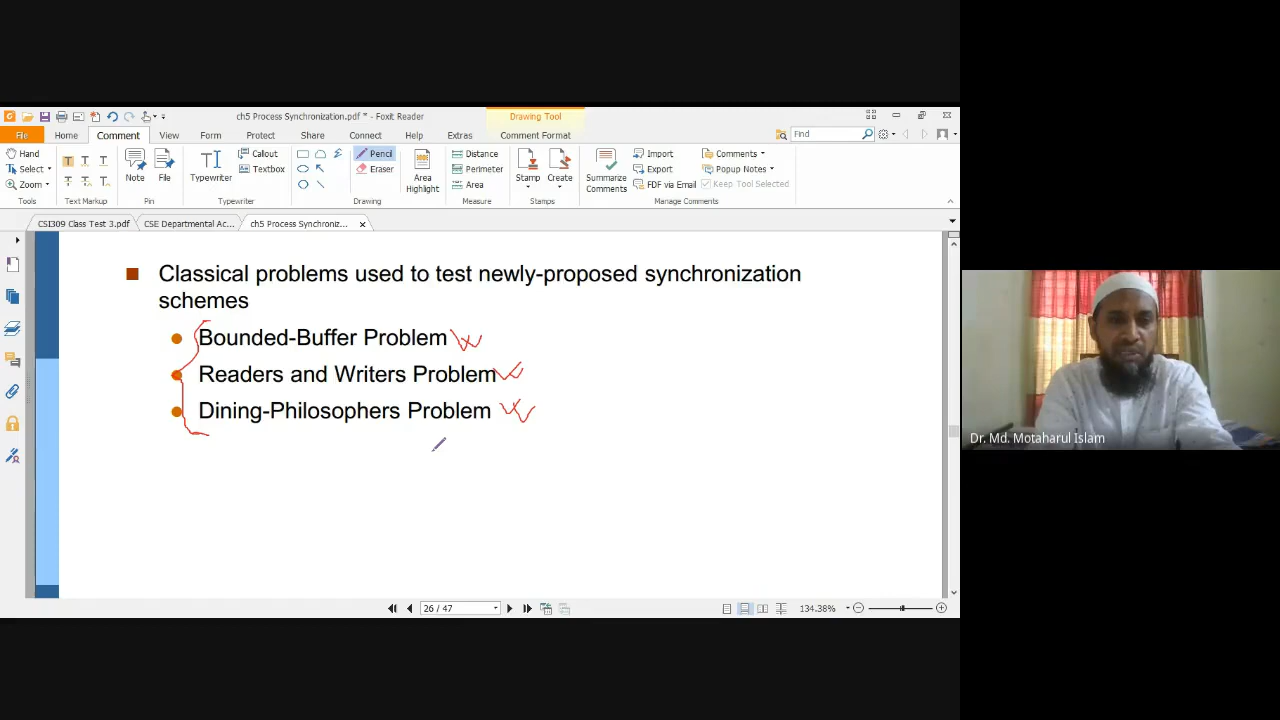 ch5 Process Synchronization.pdf * - Foxit Reader
Drawing Tool
File Home Comment View Form Protect Share Connect Help Extras Comment Format Find
Hand
Select
Zoom
Tools
Text Markup
Note
File
Pin
Typewriter
Callout
Textbox
Typewriter
Pencil
Eraser
Drawing
Area Highlight
Distance
Perimeter
Area
Measure
Stamp
Create
Stamps
Summarize Comments
Import
Export
FDF via Email
Comments
Popup Notes
Keep Tool Selected
Manage Comments
CSI309 Class Test 3.pdf
CSE Departmental Ac...
ch5 Process Synchroniz...
Classical problems used to test newly-proposed synchronization
schemes
Bounded-Buffer Problem
Readers and Writers Problem
Dining-Philosophers Problem
Dr. Md. Motaharul Islam
26 / 47
134.38%